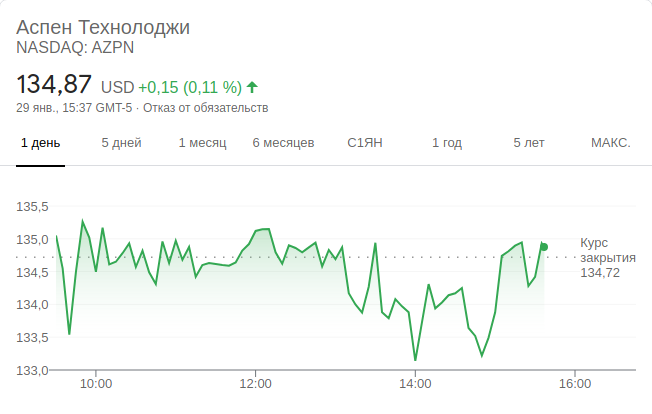 Аспен Технолоджи
NASDAQ: AZPN
134,87 USD +0,15 (0,11 %)
29 янв., 15:37 GMT-5 · Отказ от обязательств
1 день 5 дней 1 месяц 6 месяцев С1ЯН 1 год 5 лет МАКС.
135,5
135,0
134,5
134,0
133,5
133,0
Курс
закрытия
134,72
10:00 12:00 14:00 16:00